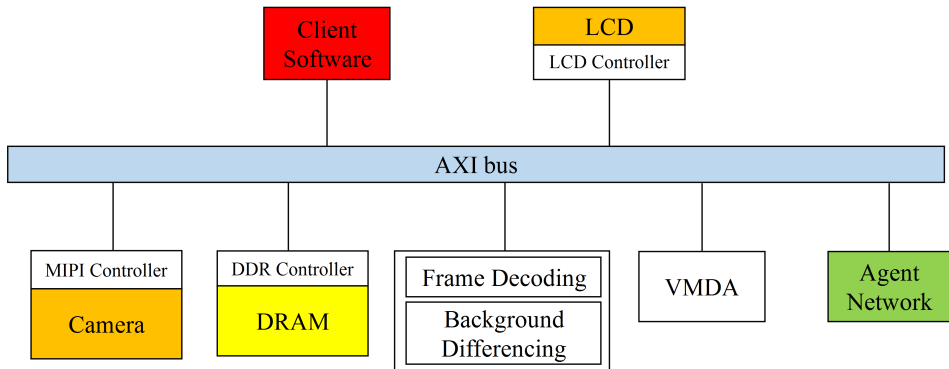 Client
Software
LCD
LCD Controller
AXI bus
MIPI Controller
Camera
DDR Controller
DRAM
Frame Decoding
Background
Differencing
VMDA
Agent
Network